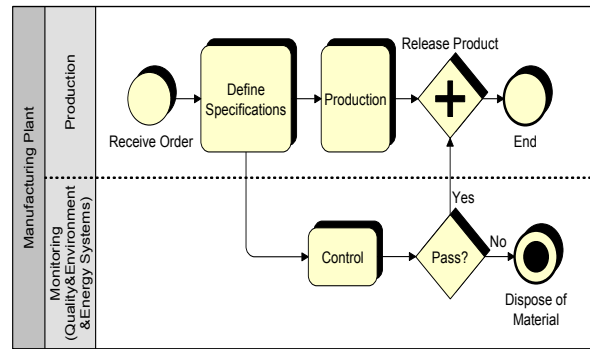 Manufacturing Plant
Production
Monitoring
(Quality&Environment
&Energy Systems)
Release Product
Define
Specifications
Production
Receive Order
End
Yes
Control
Pass?
No
Dispose of
Material